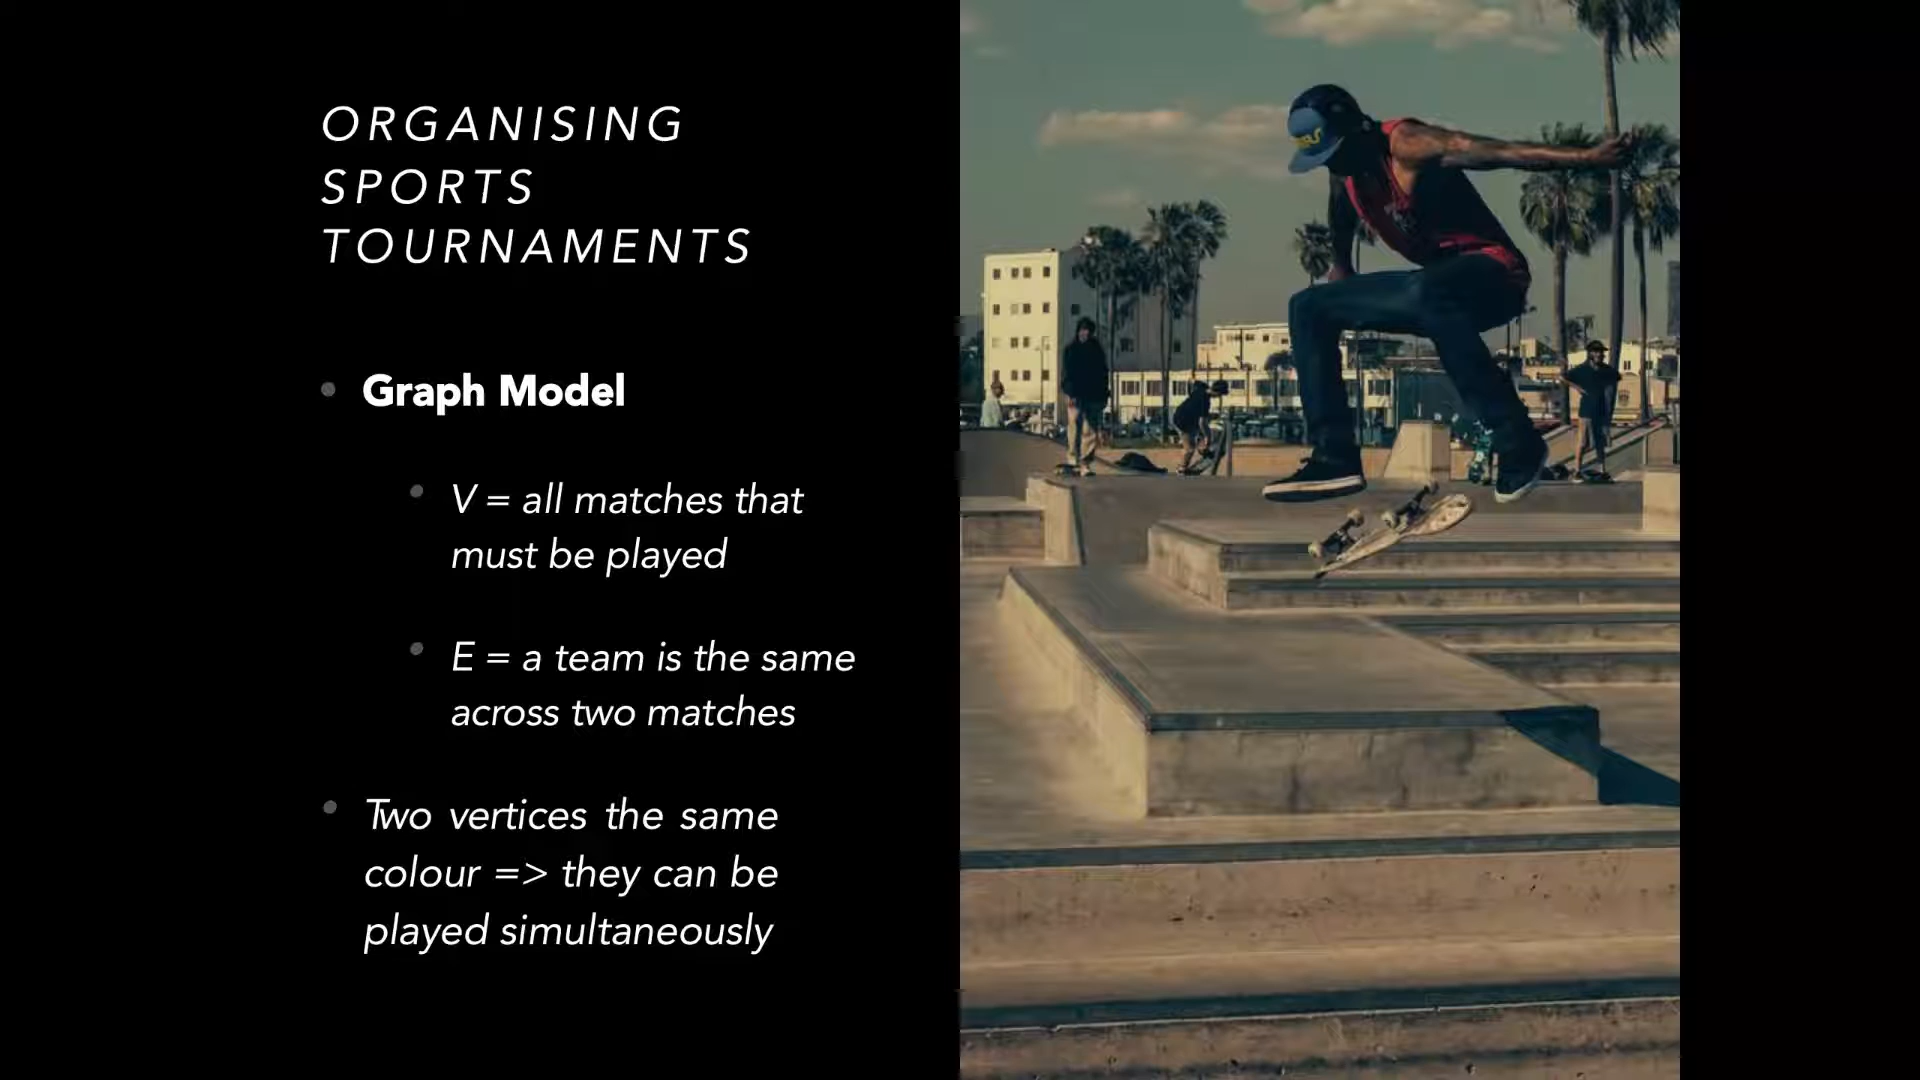 ORGANISING
SPORTS
TOURNAMENTS
Graph Model
V = all matches that
must be played
E = a team is the same
across two matches
Two vertices the same
colour => they can be
played simultaneously